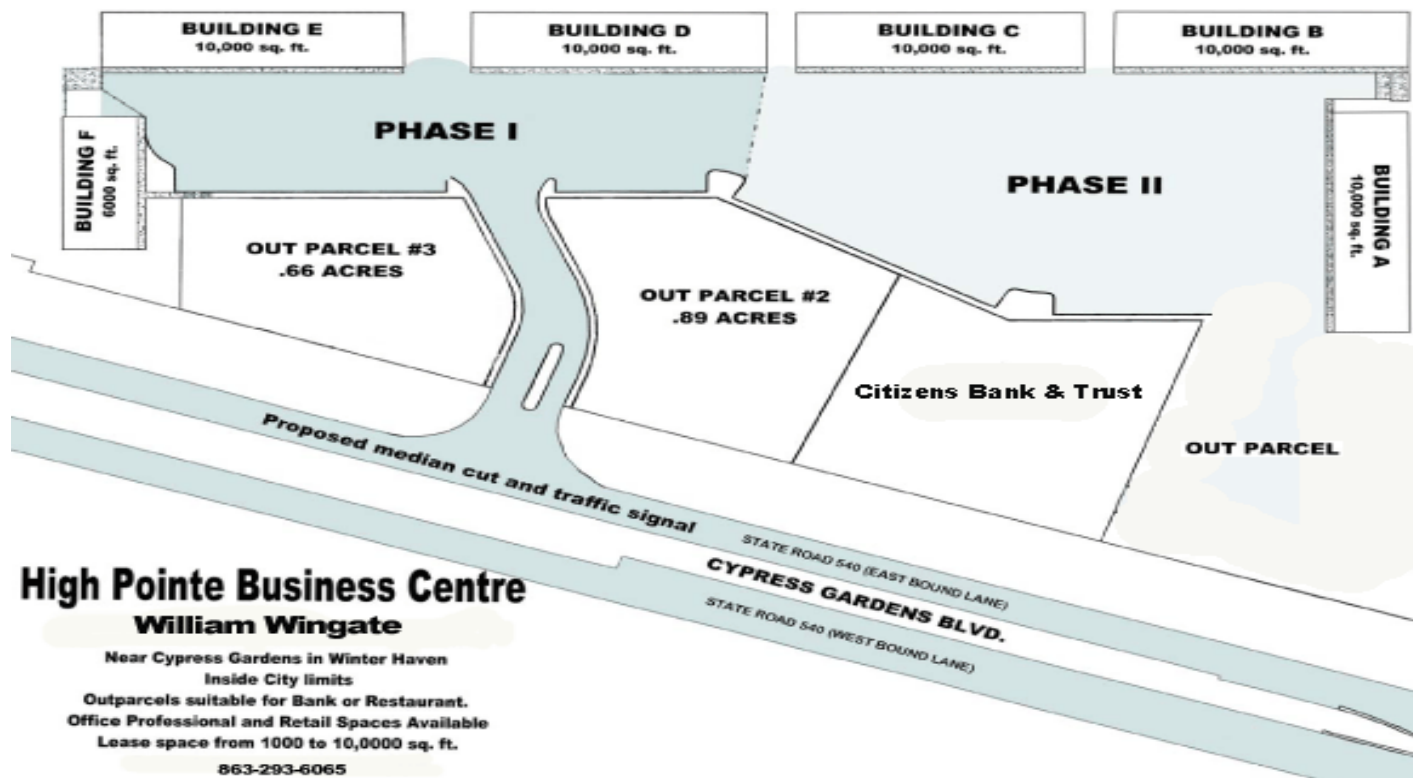 BUILDING E
10,000 sq. ft.
BUILDING D
10,000 sq. ft.
BUILDING C
10,000 sq. ft.
BUILDING B
10,000 sq. ft.
BUILDING F
6000 sq. ft.
PHASE I
PHASE II
BUILDING A
10,000 sq. ft.
OUT PARCEL #3
.66 ACRES
OUT PARCEL #2
.89 ACRES
Citizens Bank & Trust
OUT PARCEL
Proposed median cut and traffic signal
STATE ROAD 540 (EAST BOUND LANE)
CYPRESS GARDENS BLVD.
STATE ROAD 540 (WEST BOUND LANE)
High Pointe Business Centre
William Wingate
Near Cypress Gardens in Winter Haven
Inside City limits
Outparcels suitable for Bank or Restaurant.
Office Professional and Retail Spaces Available
Lease space from 1000 to 10,0000 sq. ft.
863-293-6065